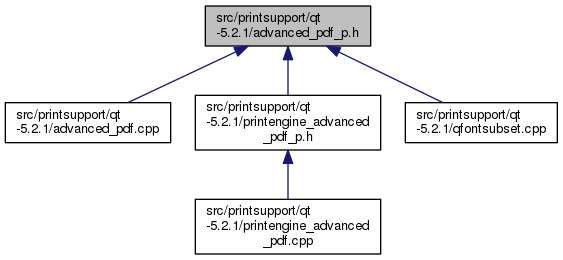 src/printsupport/qt
-5.2.1/advanced_pdf_p.h
src/printsupport/qt
-5.2.1/advanced_pdf.cpp
src/printsupport/qt
-5.2.1/printengine_advanced
_pdf_p.h
src/printsupport/qt
-5.2.1/qfontsubset.cpp
src/printsupport/qt
-5.2.1/printengine_advanced
_pdf.cpp